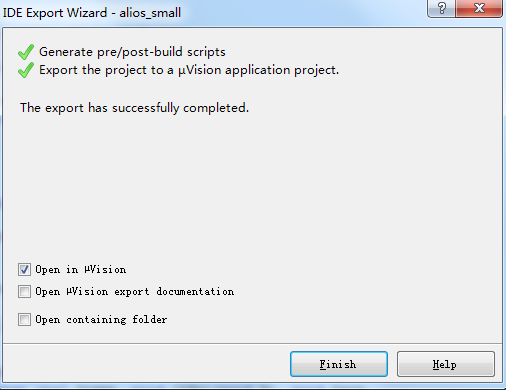 IDE Export Wizard - alios_small
Generate pre/post-build scripts
Export the project to a µVision application project.
The export has successfully completed.
Open in µVision
Open µVision export documentation
Open containing folder
Finish
Help